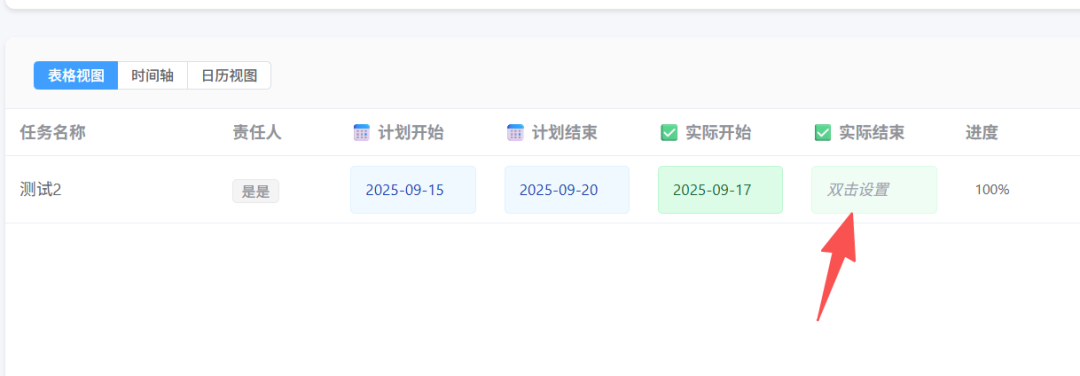 表格视图 时间轴 日历视图
任务名称 责任人 计划开始 计划结束 实际开始 实际结束 进度
测试2 是是 2025-09-15 2025-09-20 2025-09-17 双击设置 100%